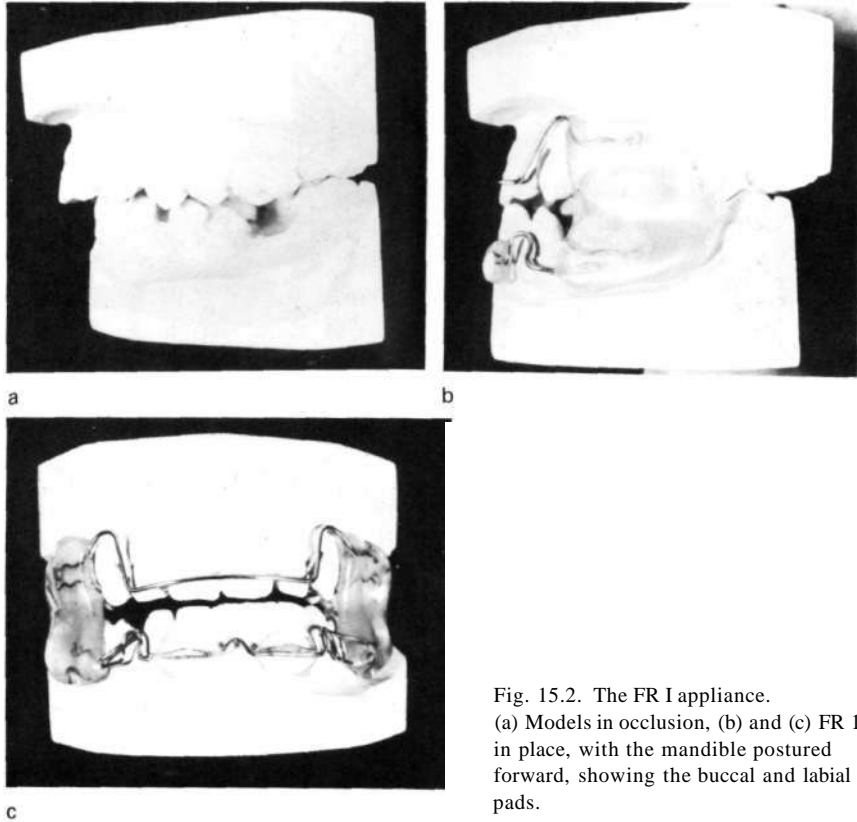 a
b
c
Fig. 15.2. The FR I appliance.
(a) Models in occlusion, (b) and (c) FR 1
in place, with the mandible postured
forward, showing the buccal and labial
pads.